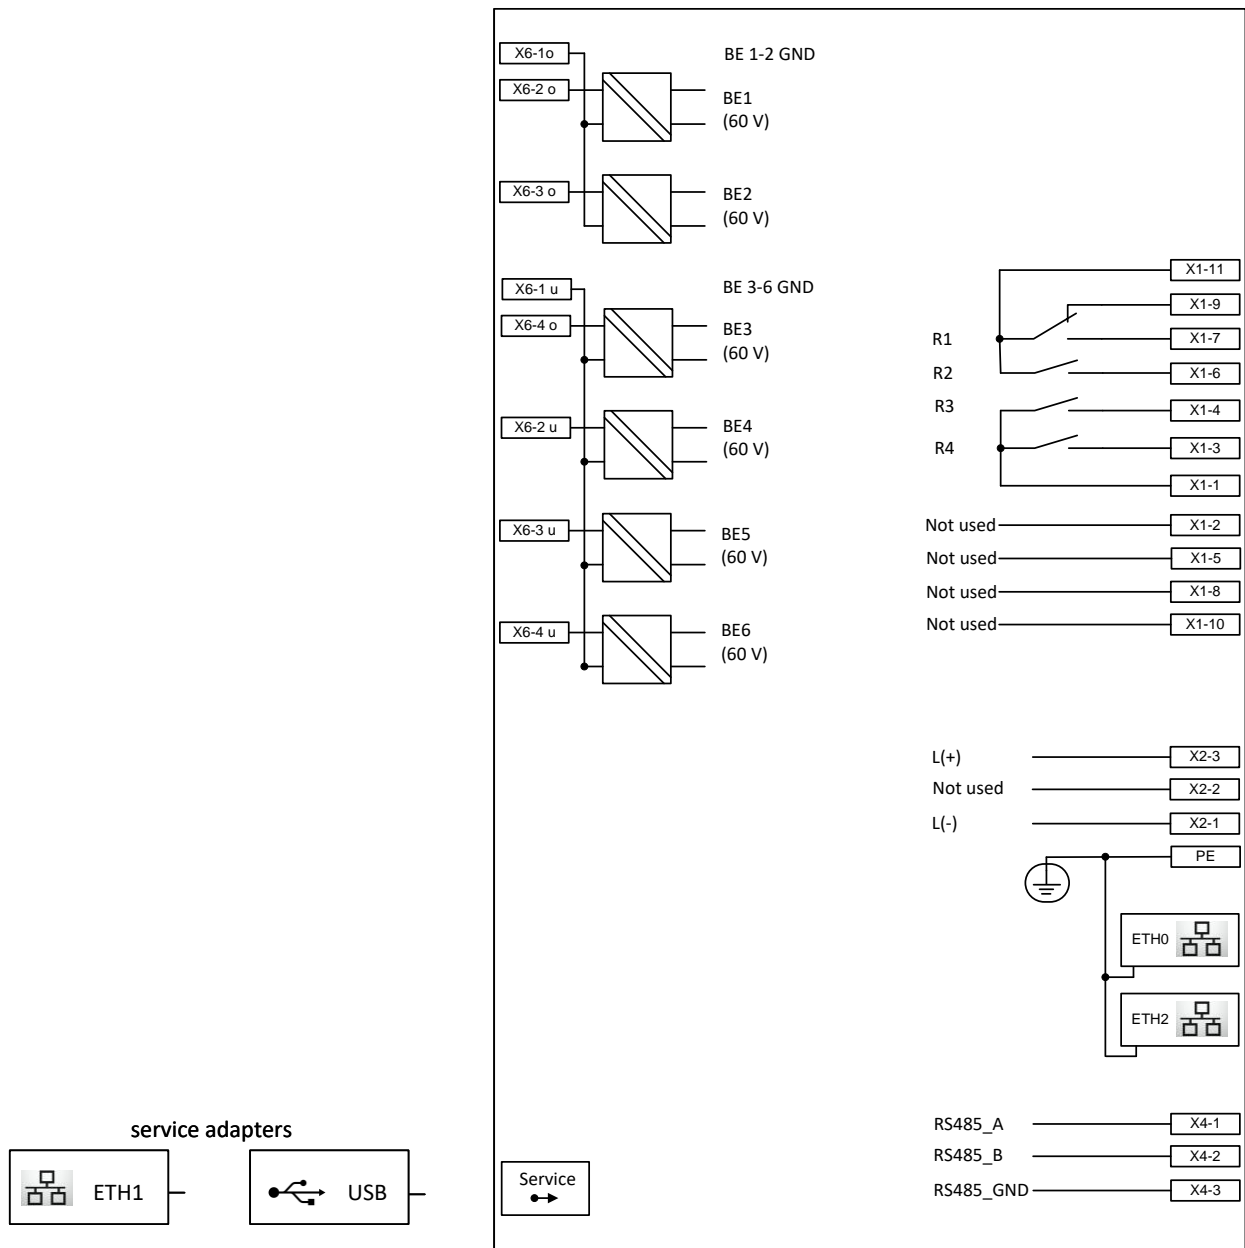 X6-1o
BE 1-2 GND
X6-2 o
BE1
(60 V)
X6-3 o
BE2
(60 V)
X6-1 u
BE 3-6 GND
X6-4 o
BE3
(60 V)
X6-2 u
BE4
(60 V)
X6-3 u
BE5
(60 V)
X6-4 u
BE6
(60 V)
X1-11
X1-9
R1
X1-7
R2
X1-6
R3
X1-4
R4
X1-3
X1-1
Not used
X1-2
Not used
X1-5
Not used
X1-8
Not used
X1-10
L(+)
X2-3
Not used
X2-2
L(-)
X2-1
PE
ETH0
ETH2
RS485_A
X4-1
RS485_B
X4-2
RS485_GND
X4-3
service adapters
ETH1
USB
Service